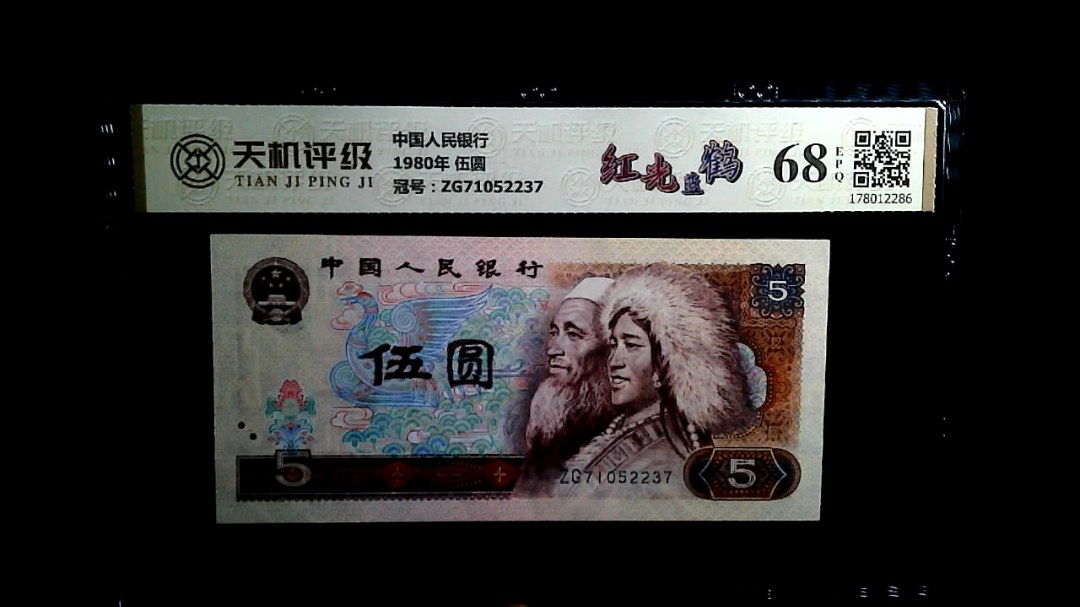 天机评级
TIAN JI PING JI
中国人民银行
1980年 伍圆
冠号：ZG71052237
红光蓝鹤
68
EPQ
178012286
中国人民银行
5
伍圆
5
ZG71052237
5